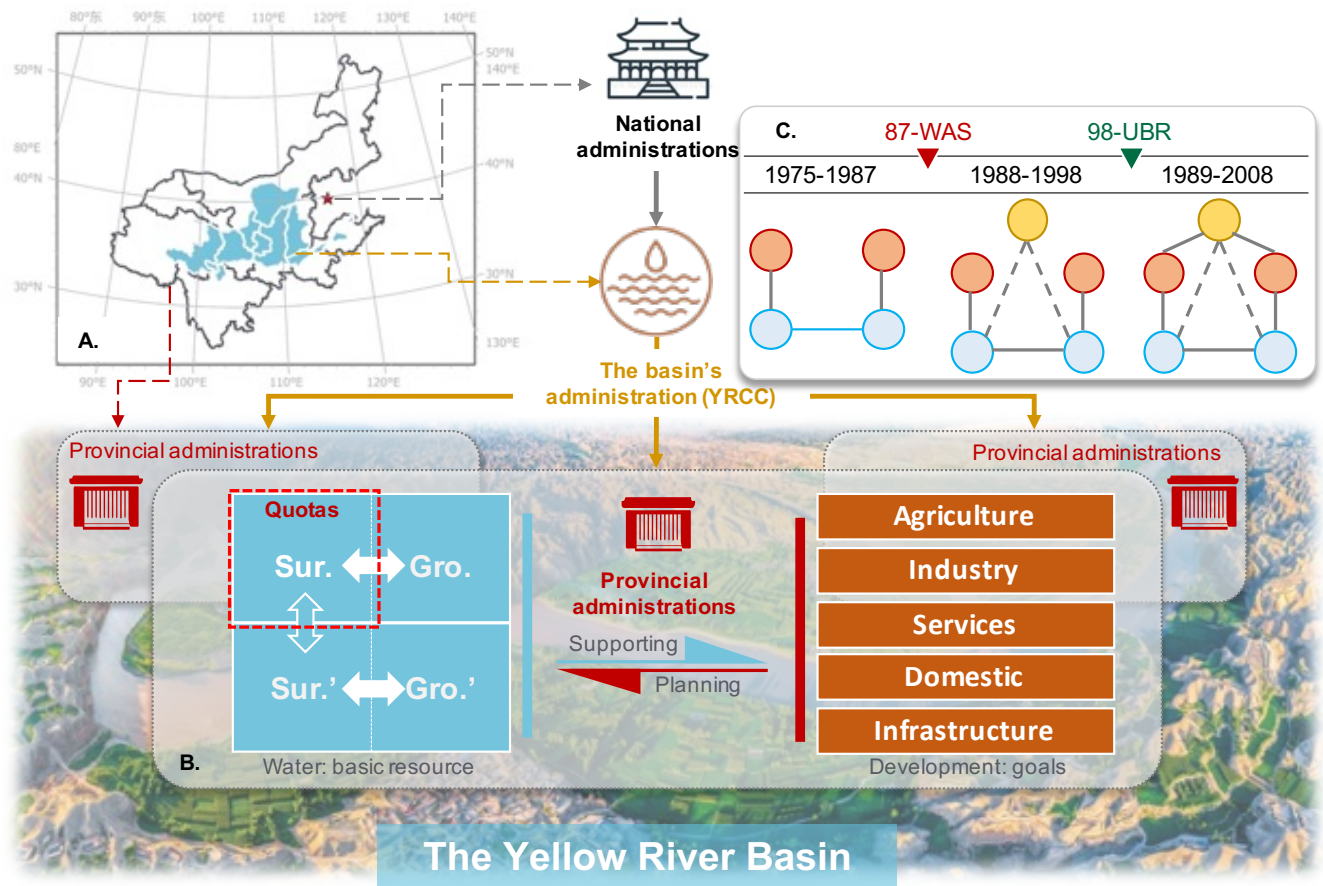 80°东
90°东
100°E
110°E
120°E
130°E
140°E
50°N
140°E
50°N
80°E
40°N
40°N
30°N
30°N
130°E
90°E
100°E
110°E
120°E
A.
National
administrations
The basin's
administration (YRCC)
C.
87-WAS
98-UBR
1975-1987
1988-1998
1989-2008
Provincial administrations
Provincial administrations
Quotas
Sur.
Gro.
Sur.’
Gro.’
Provincial
administrations
Supporting
Planning
Agriculture
Industry
Services
Domestic
Infrastructure
B.
Water: basic resource
Development: goals
The Yellow River Basin